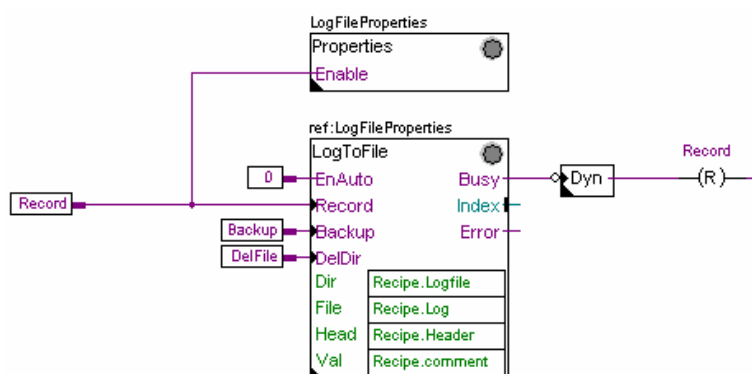 LogFileProperties
Properties
Enable
ref:LogFileProperties
LogToFile
0 EnAuto Busy Dyn Record (R)
Record Record Index
Backup Backup Error
DelFile DelDir
Dir Recipe.Logfile
File Recipe.Log
Head Recipe.Header
Val Recipe.comment